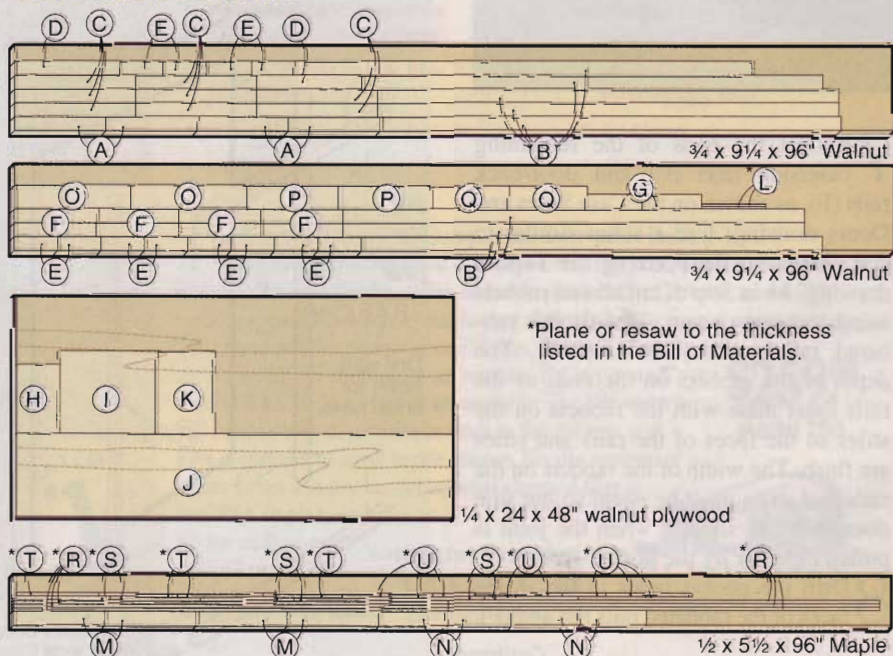 D C E C E D C
A A B
¾ x 9¼ x 96" Walnut
O O P P Q Q G *L
F F F F
E E E E B
¾ x 9¼ x 96" Walnut
*Plane or resaw to the thickness
listed in the Bill of Materials.
H I K
J
¼ x 24 x 48" walnut plywood
*T *R *S *T *S *T *U *S *U *U *R
M M N N
½ x 5½ x 96" Maple